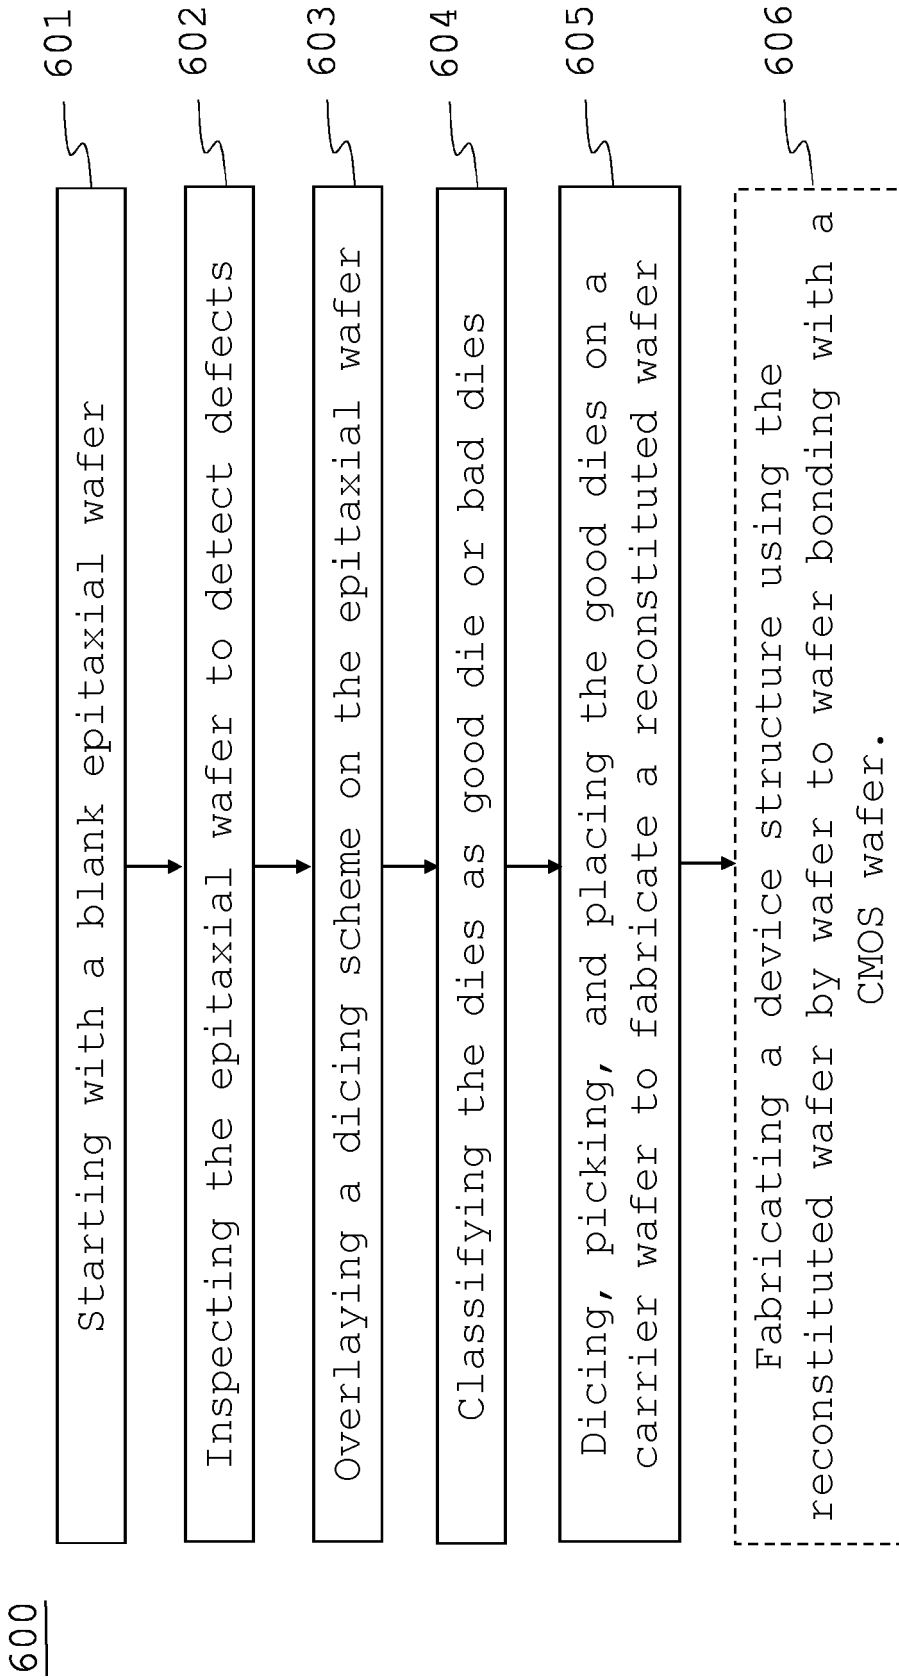 600
Starting with a blank epitaxial wafer
601
Inspecting the epitaxial wafer to detect defects
602
Overlaying a dicing scheme on the epitaxial wafer
603
Classifying the dies as good die or bad dies
604
Dicing, picking, and placing the good dies on a
carrier wafer to fabricate a reconstituted wafer
605
Fabricating a device structure using the
reconstituted wafer by wafer to wafer bonding with a
CMOS wafer.
606